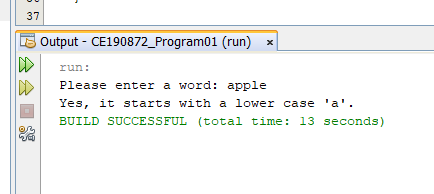 37
Output - CE190872_Program01 (run)
run:
Please enter a word: apple
Yes, it starts with a lower case 'a'.
BUILD SUCCESSFUL (total time: 13 seconds)